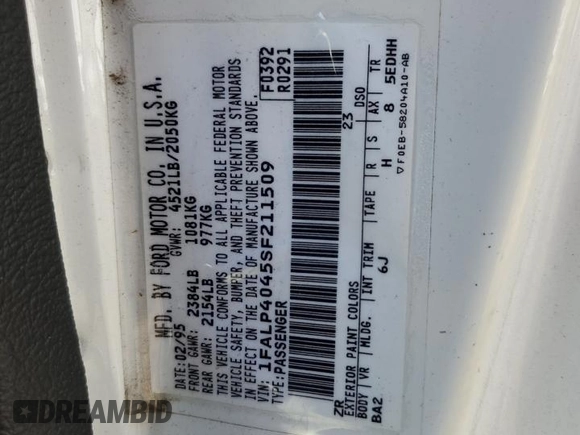 MFD. BY FORD MOTOR CO. IN U.S.A.
DATE: 02/95 GVWR: 4521LB/2050KG
FRONT GAWR: 2384LB 1081KG
REAR GAWR: 2154LB 977KG
THIS VEHICLE CONFORMS TO ALL APPLICABLE FEDERAL MOTOR
VEHICLE SAFETY, BUMPER, AND THEFT PREVENTION STANDARDS
IN EFFECT ON THE DATE OF MANUFACTURE SHOWN ABOVE.
VIN: 1FALP4045SF211509 F0392
TYPE: PASSENGER R0291
ZR 23
EXTERIOR PAINT COLORS DSO
BODY VR MLDG. INT TRIM TAPE R S AX TR
BA2 6J H 8 5EDHH
▽F0EB-58204A10-AB
DREAMBID